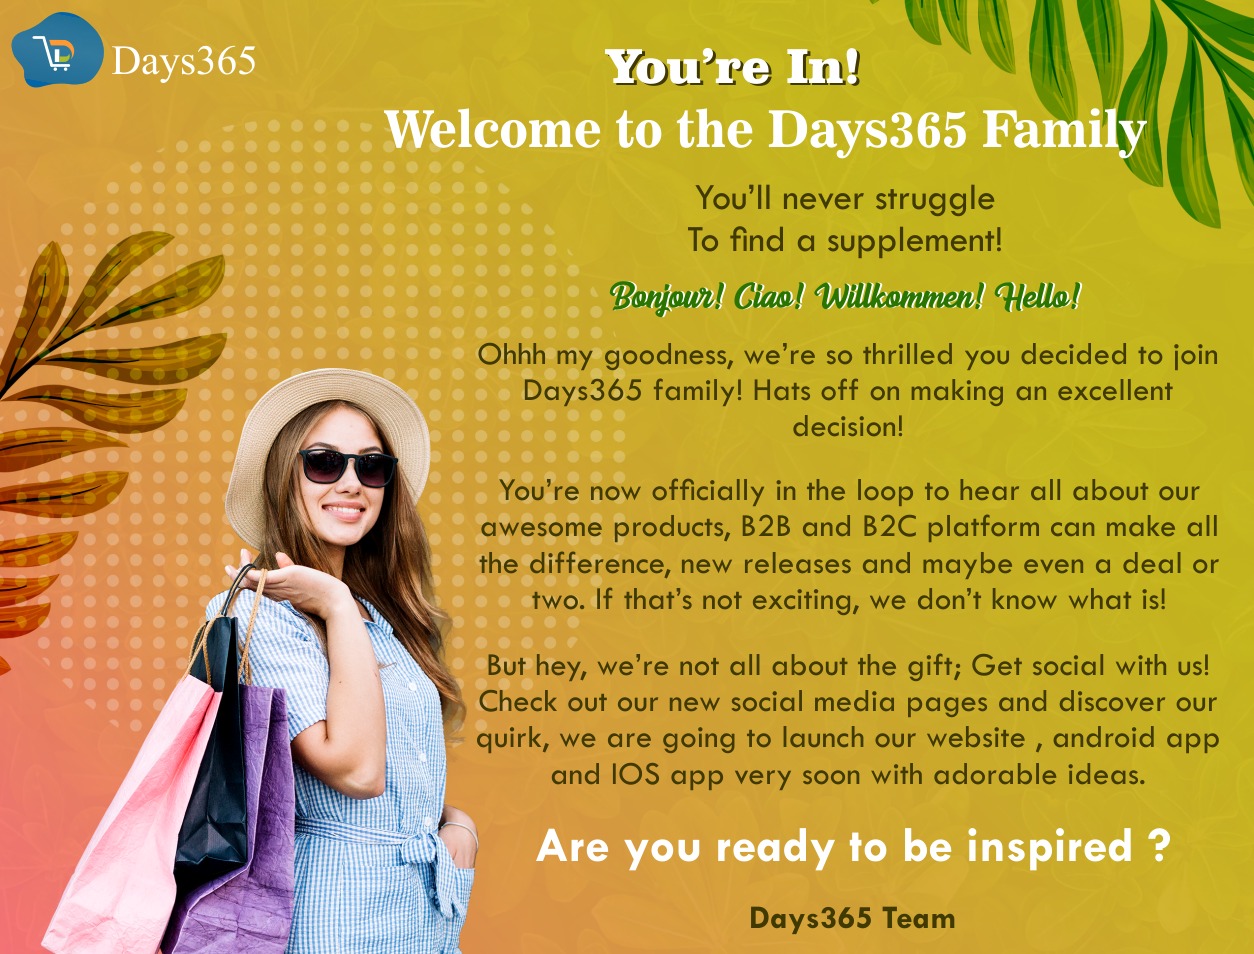 Days365
You’re In!
Welcome to the Days365 Family
You’ll never struggle
To find a supplement!
Bonjour! Ciao! Willkommen! Hello!
Ohhh my goodness, we’re so thrilled you decided to join
Days365 family! Hats off on making an excellent
decision!
You’re now officially in the loop to hear all about our
awesome products, B2B and B2C platform can make all
the difference, new releases and maybe even a deal or
two. If that’s not exciting, we don’t know what is!
But hey, we’re not all about the gift; Get social with us!
Check out our new social media pages and discover our
quirk, we are going to launch our website , android app
and IOS app very soon with adorable ideas.
Are you ready to be inspired ?
Days365 Team